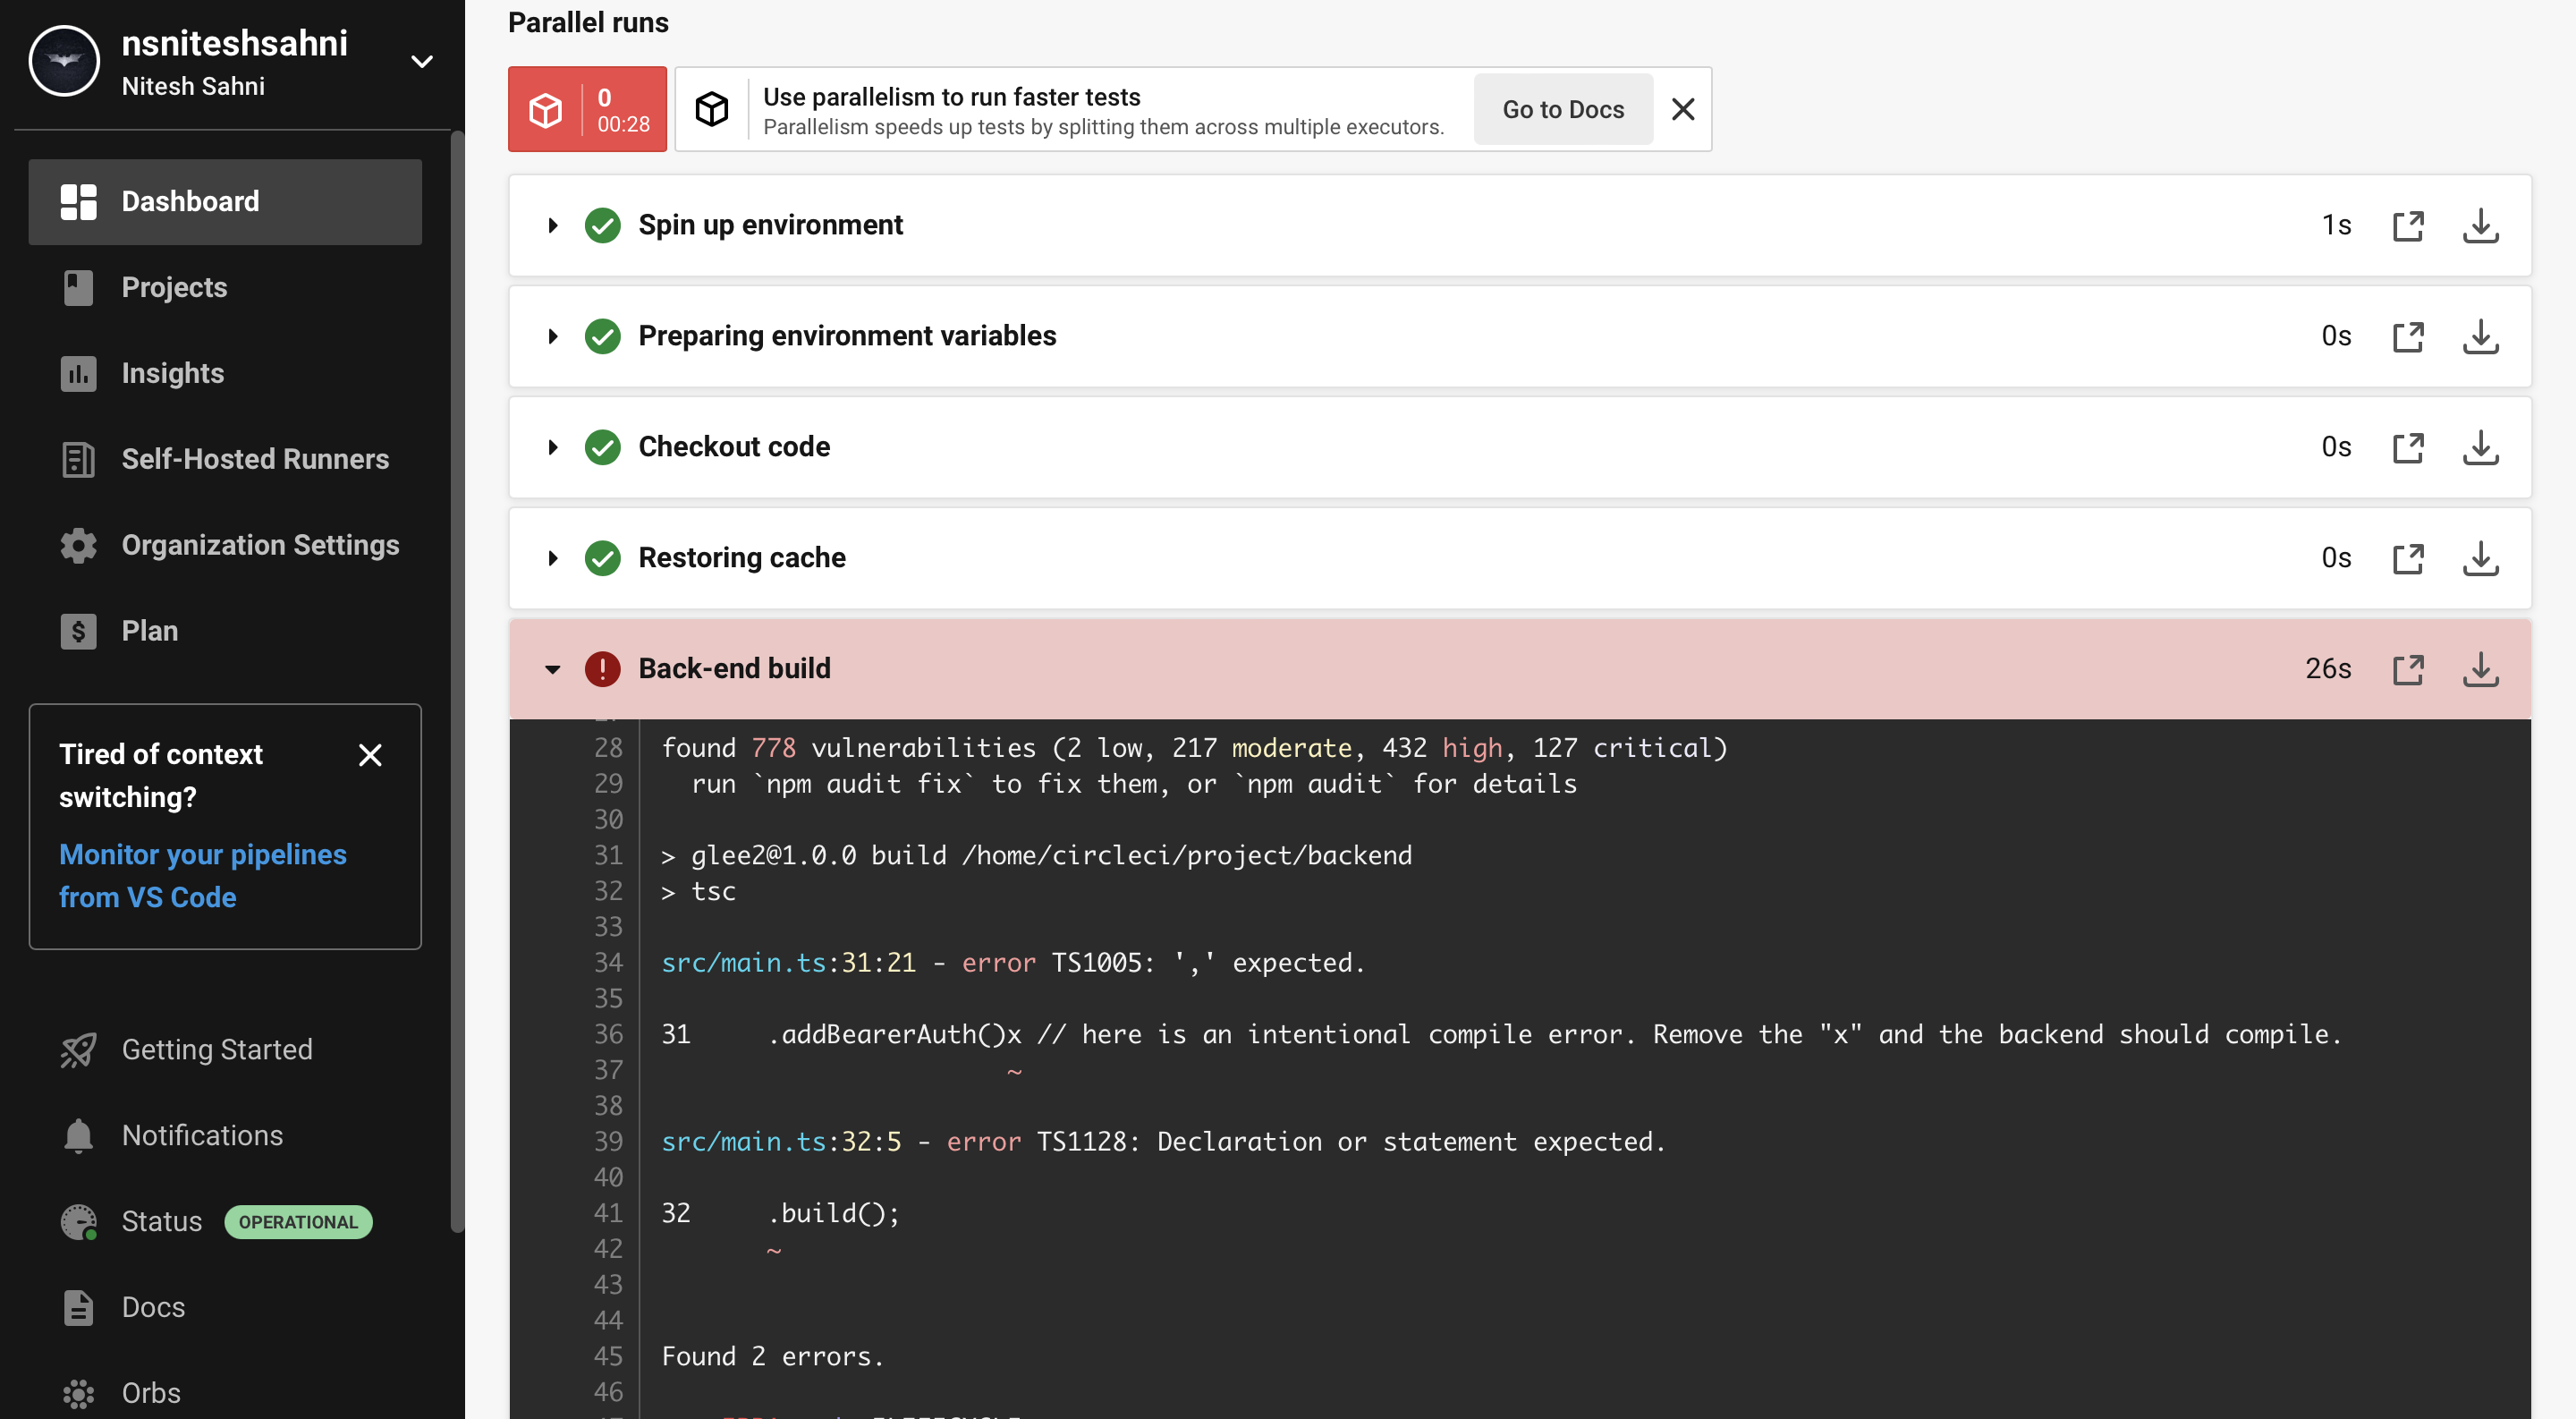 nsniteshsahni
Nitesh Sahni
Dashboard
Projects
Insights
Self-Hosted Runners
Organization Settings
Plan
Tired of context
switching?
Monitor your pipelines
from VS Code
Getting Started
Notifications
Status OPERATIONAL
Docs
Orbs
Parallel runs
0
00:28
Use parallelism to run faster tests
Parallelism speeds up tests by splitting them across multiple executors.
Go to Docs
Spin up environment 1s
Preparing environment variables 0s
Checkout code 0s
Restoring cache 0s
Back-end build 26s
28 found 778 vulnerabilities (2 low, 217 moderate, 432 high, 127 critical)
29 run `npm audit fix` to fix them, or `npm audit` for details
30
31 > glee2@1.0.0 build /home/circleci/project/backend
32 > tsc
33
34 src/main.ts:31:21 - error TS1005: ',' expected.
35
36 31 .addBearerAuth()x // here is an intentional compile error. Remove the "x" and the backend should compile.
37 ~
38
39 src/main.ts:32:5 - error TS1128: Declaration or statement expected.
40
41 32 .build();
42 ~
43
44
45 Found 2 errors.
46